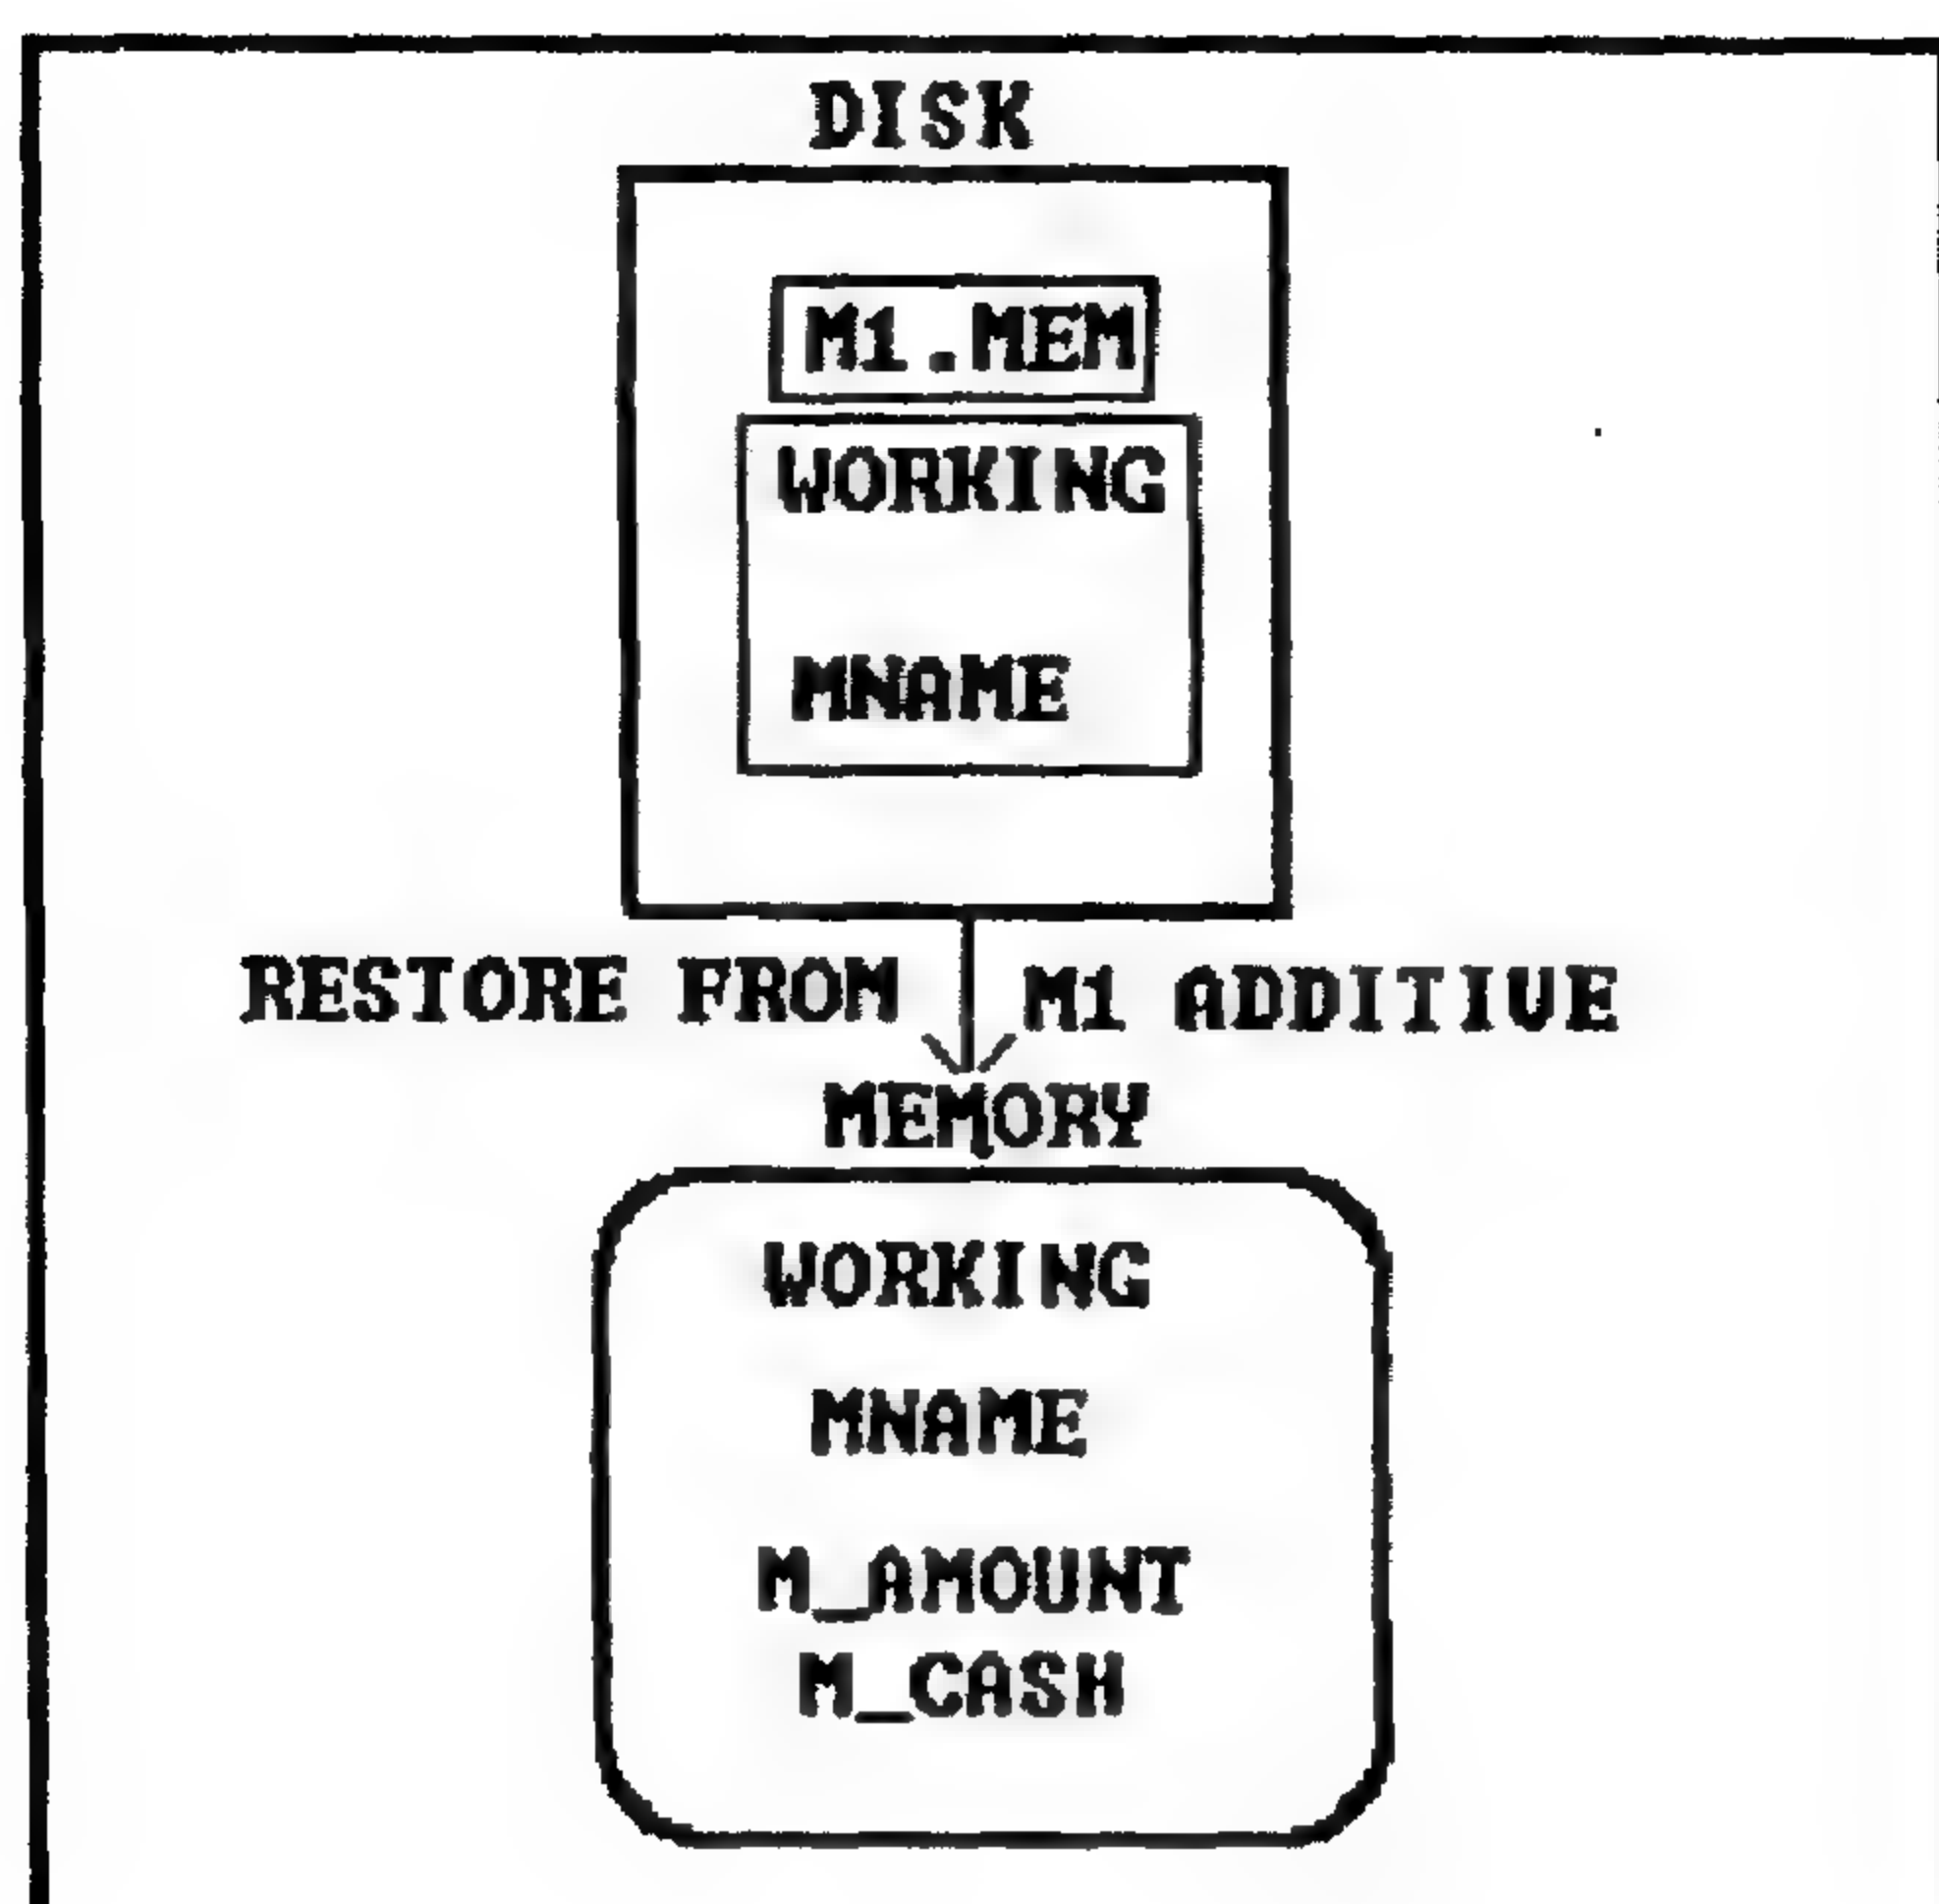 DISK
M1.MEM
WORKING
MNAME
RESTORE FROM M1 ADDITIVE
MEMORY
WORKING
MNAME
M_AMOUNT
M_CASH